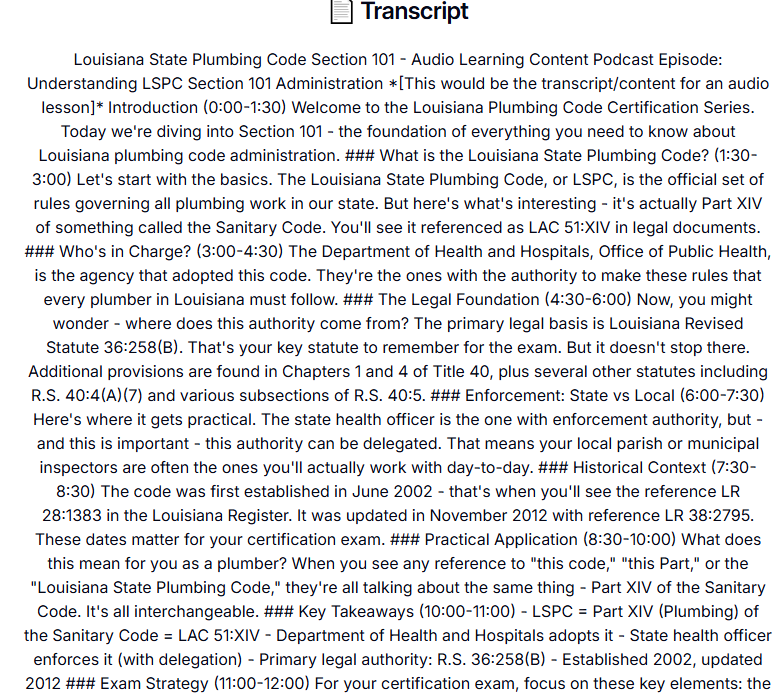 Transcript
Louisiana State Plumbing Code Section 101 - Audio Learning Content Podcast Episode:
Understanding LSPC Section 101 Administration *[This would be the transcript/content for an audio
lesson]* Introduction (0:00-1:30) Welcome to the Louisiana Plumbing Code Certification Series.
Today we're diving into Section 101 - the foundation of everything you need to know about
Louisiana plumbing code administration. ### What is the Louisiana State Plumbing Code? (1:30-
3:00) Let's start with the basics. The Louisiana State Plumbing Code, or LSPC, is the official set of
rules governing all plumbing work in our state. But here's what's interesting - it's actually Part XIV
of something called the Sanitary Code. You'll see it referenced as LAC 51:XIV in legal documents.
### Who's in Charge? (3:00-4:30) The Department of Health and Hospitals, Office of Public Health,
is the agency that adopted this code. They're the ones with the authority to make these rules that
every plumber in Louisiana must follow. ### The Legal Foundation (4:30-6:00) Now, you might
wonder - where does this authority come from? The primary legal basis is Louisiana Revised
Statute 36:258(B). That's your key statute to remember for the exam. But it doesn't stop there.
Additional provisions are found in Chapters 1 and 4 of Title 40, plus several other statutes including
R.S. 40:4(A)(7) and various subsections of R.S. 40:5. ### Enforcement: State vs Local (6:00-7:30)
Here's where it gets practical. The state health officer is the one with enforcement authority, but -
and this is important - this authority can be delegated. That means your local parish or municipal
inspectors are often the ones you'll actually work with day-to-day. ### Historical Context (7:30-
8:30) The code was first established in June 2002 - that's when you'll see the reference LR
28:1383 in the Louisiana Register. It was updated in November 2012 with reference LR 38:2795.
These dates matter for your certification exam. ### Practical Application (8:30-10:00) What does
this mean for you as a plumber? When you see any reference to "this code," "this Part," or the
"Louisiana State Plumbing Code," they're all talking about the same thing - Part XIV of the Sanitary
Code. It's all interchangeable. ### Key Takeaways (10:00-11:00) - LSPC = Part XIV (Plumbing) of
the Sanitary Code = LAC 51:XIV - Department of Health and Hospitals adopts it - State health officer
enforces it (with delegation) - Primary legal authority: R.S. 36:258(B) - Established 2002, updated
2012 ### Exam Strategy (11:00-12:00) For your certification exam, focus on these key elements: the